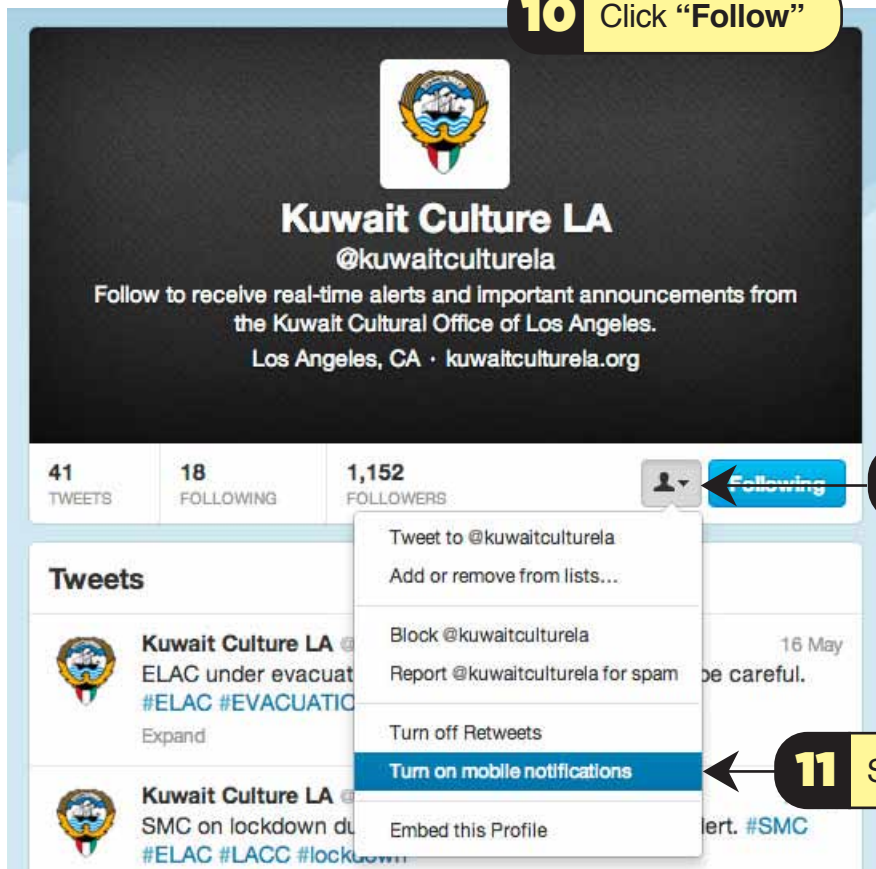 10 Click “Follow”
Kuwait Culture LA
@kuwaitculturela
Follow to receive real-time alerts and important announcements from
the Kuwait Cultural Office of Los Angeles.
Los Angeles, CA · kuwaitculturela.org
41 18 1,152
TWEETS FOLLOWING FOLLOWERS
Following
Tweet to @kuwaitculturela
Add or remove from lists...
Block @kuwaitculturela
Report @kuwaitculturela for spam
Turn off Retweets
Turn on mobile notifications
Embed this Profile
Tweets
Kuwait Culture LA @ 16 May
ELAC under be careful.
#ELAC
Expand
11 S
Kuwait Culture LA @
SMC on lockdown #SMC
#ELAC #LACC #lockdown